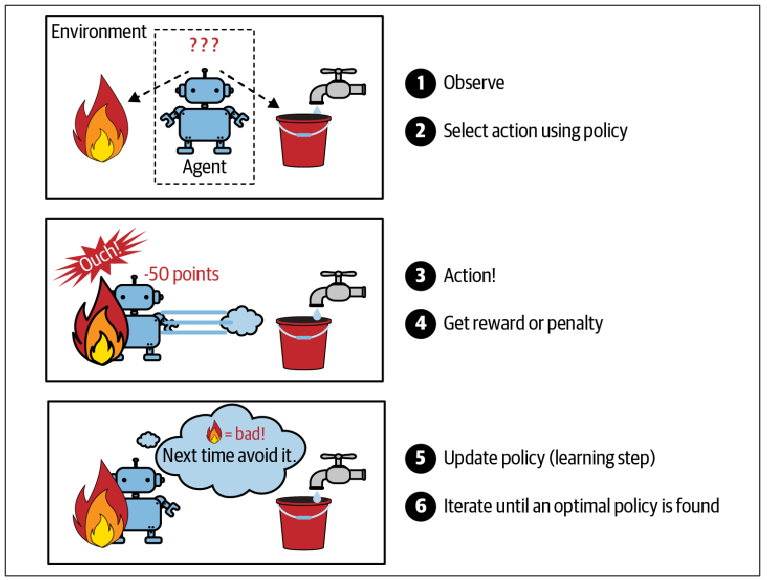 Environment
???
Agent
1 Observe
2 Select action using policy
Ouch!
-50 points
3 Action!
4 Get reward or penalty
= bad!
Next time avoid it.
5 Update policy (learning step)
6 Iterate until an optimal policy is found